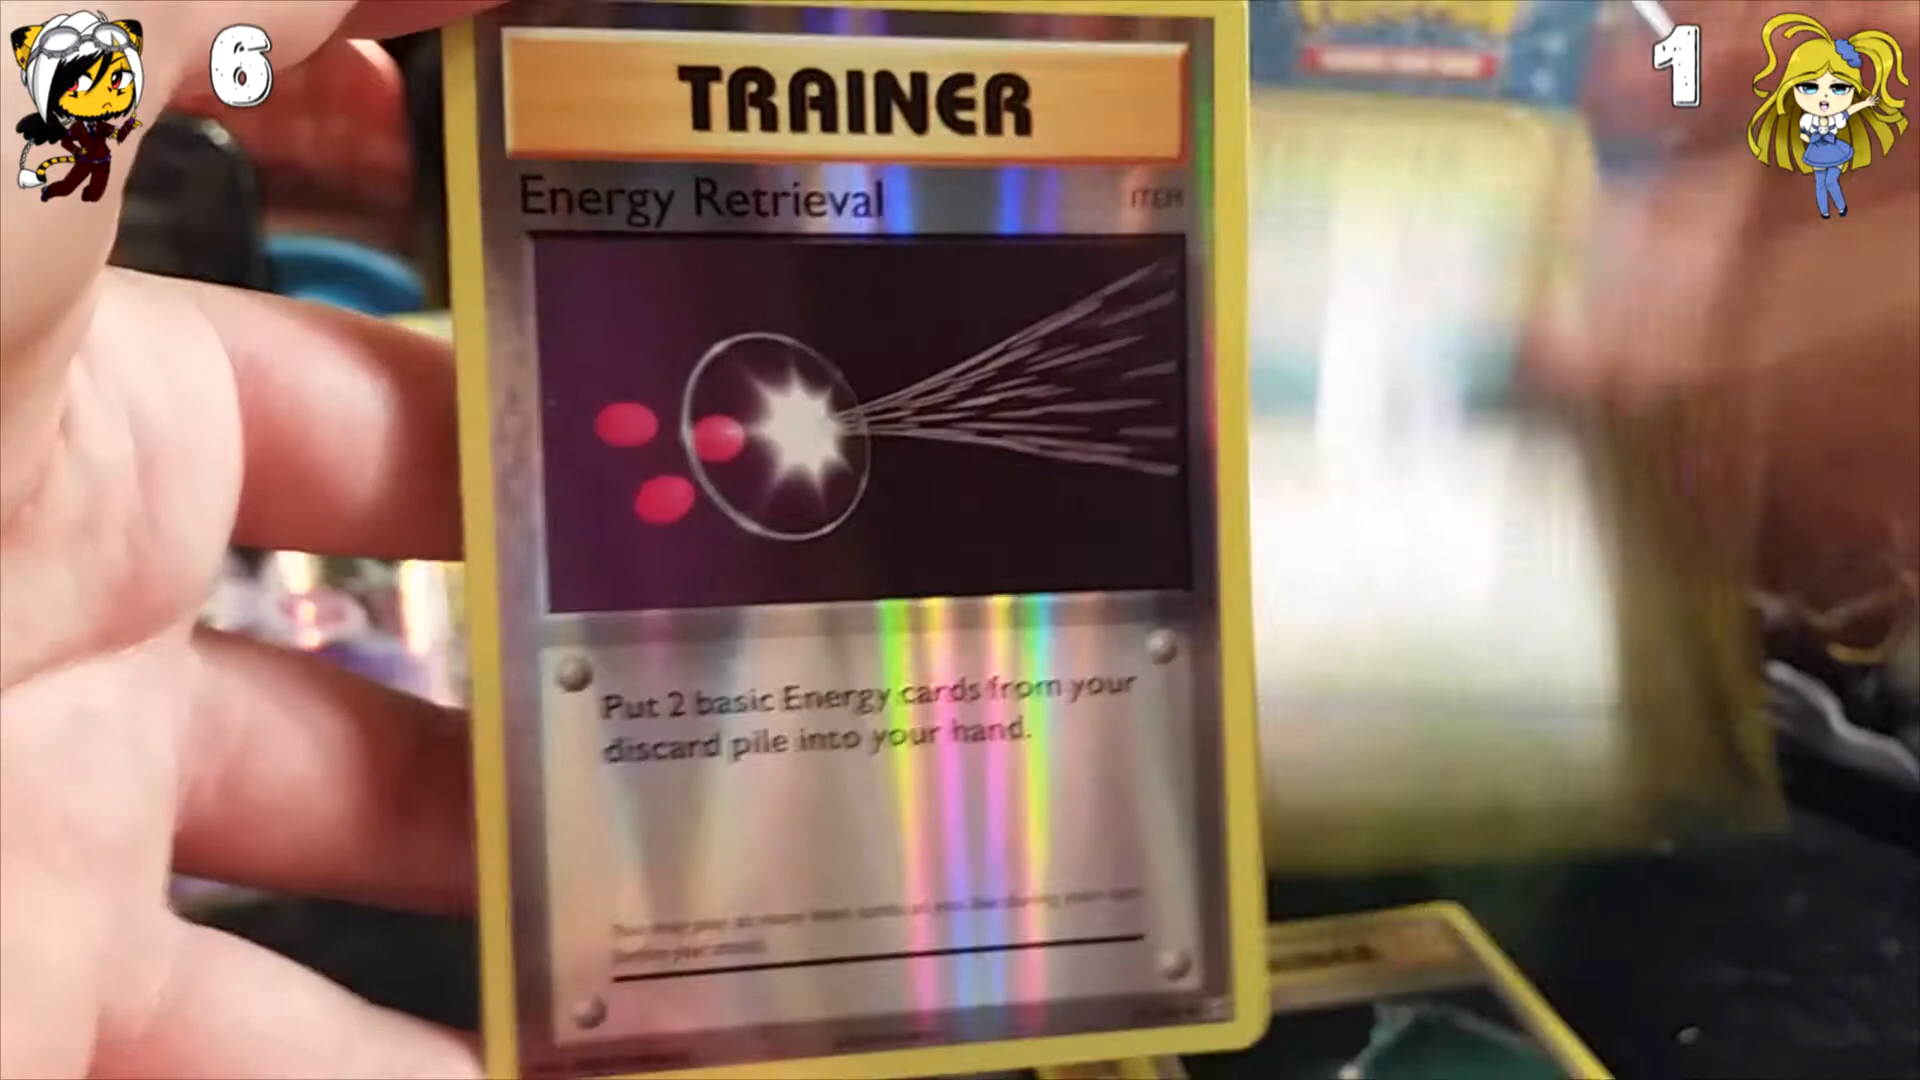 6
1
TRAINER
Energy Retrieval
ITEM
Put 2 basic Energy cards from your
discard pile into your hand.